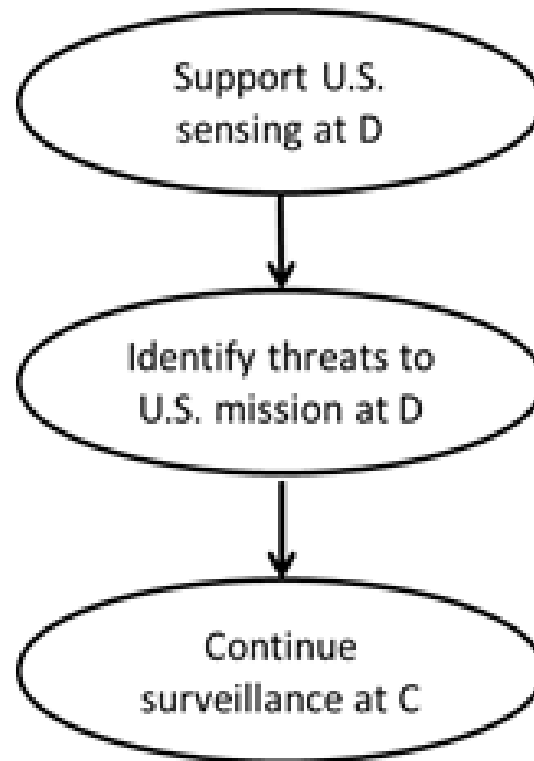 Support U.S.
sensing at D
Identify threats to
U.S. mission at D
Continue
surveillance at C